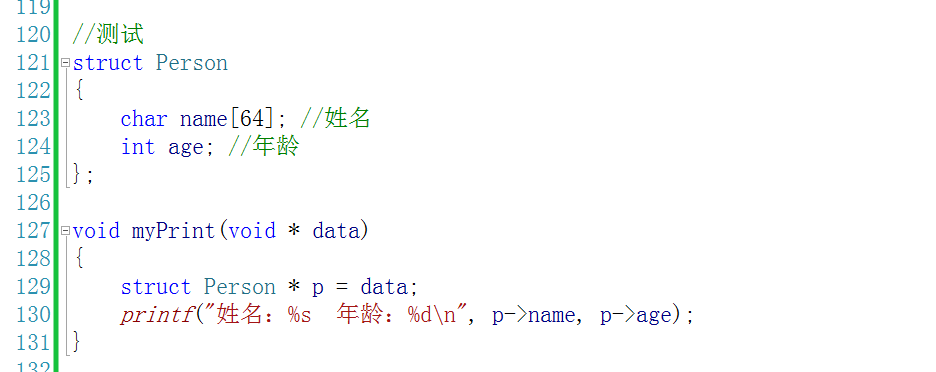 119
120 //测试
121 struct Person
122 {
123     char name[64]; //姓名
124     int age; //年龄
125 };
126
127 void myPrint(void * data)
128 {
129     struct Person * p = data;
130     printf("姓名：%s  年龄：%d\n", p->name, p->age);
131 }
132